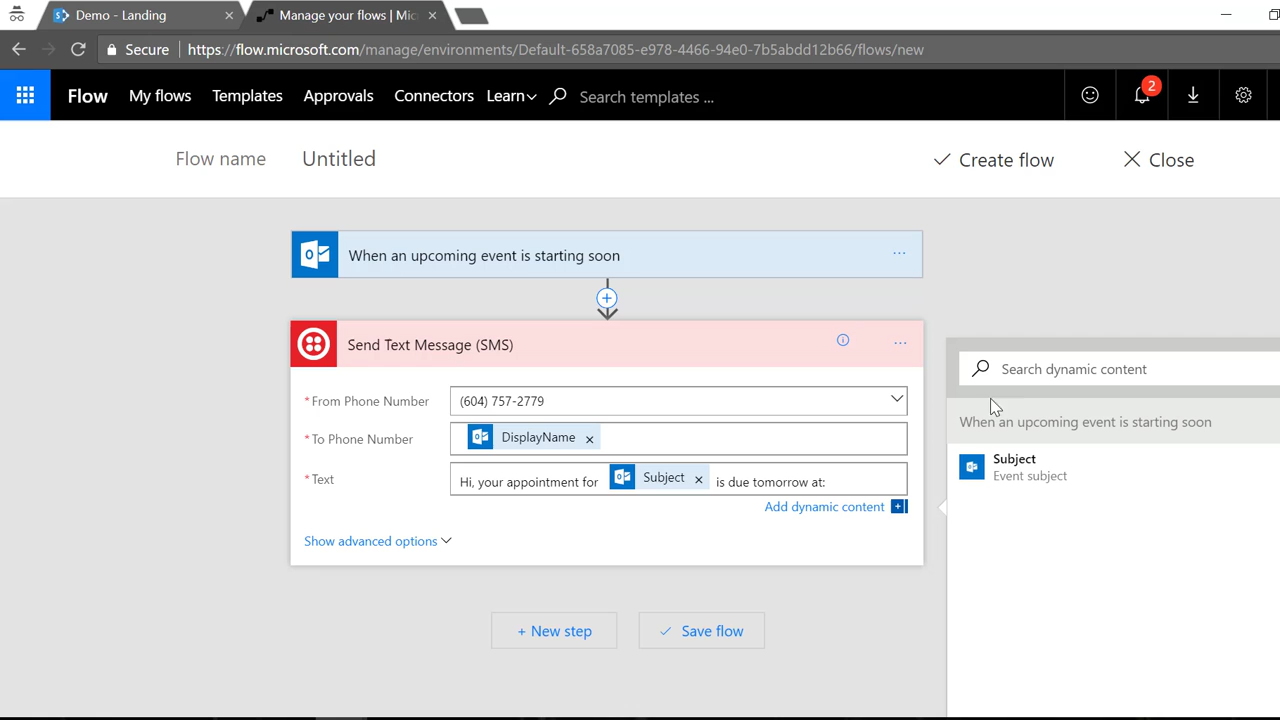 Demo - Landing
Manage your flows | Mic
Secure
https://flow.microsoft.com/manage/environments/Default-658a7085-e978-4466-94e0-7b5abdd12b66/flows/new
Flow
My flows
Templates
Approvals
Connectors
Learn
Search templates ...
2
Flow name
Untitled
Create flow
Close
When an upcoming event is starting soon
...
Send Text Message (SMS)
...
* From Phone Number
(604) 757-2779
* To Phone Number
DisplayName
* Text
Hi, your appointment for Subject is due tomorrow at:
Add dynamic content
Show advanced options
+ New step
Save flow
Search dynamic content
When an upcoming event is starting soon
Subject
Event subject